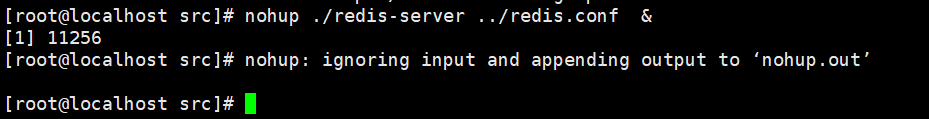 [root@localhost src]# nohup ./redis-server ../redis.conf  &
[1] 11256
[root@localhost src]# nohup: ignoring input and appending output to ‘nohup.out’
[root@localhost src]#